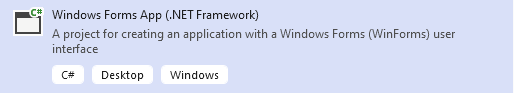 C#
Windows Forms App (.NET Framework)
A project for creating an application with a Windows Forms (WinForms) user
interface
C# Desktop Windows